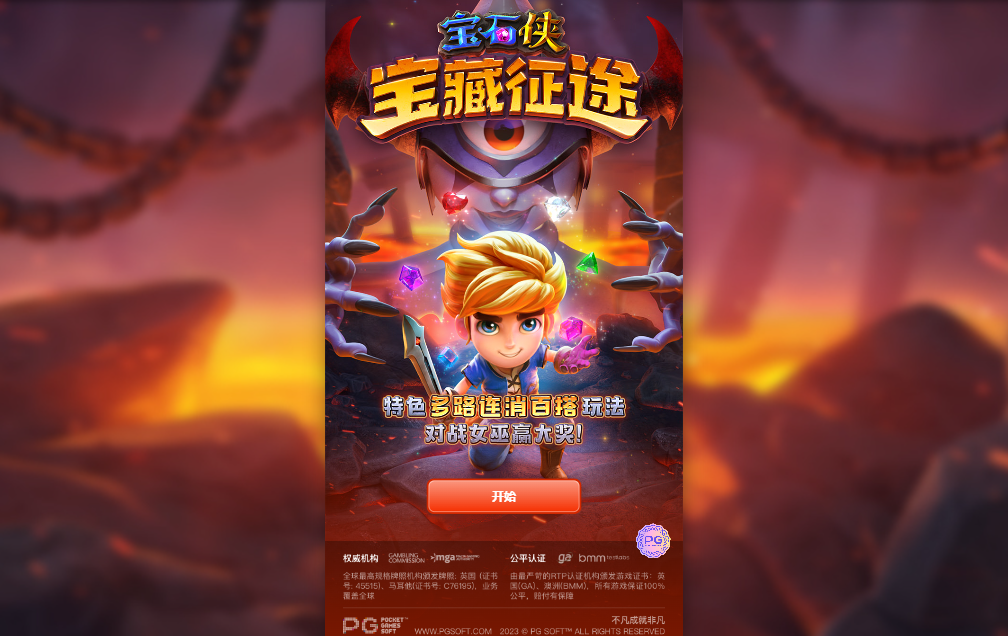 宝石侠
宝藏征途
特色多路连消百搭玩法
对战女巫赢大奖!
开始
PG
权威机构 GAMBLING COMMISSION mga
全球最高规格牌照机构颁发牌照: 英国 (证书号: 45515)、马耳他(证书号: C76195)，业务覆盖全球
公平认证 ga bmm testlabs
由最严苛的RTP认证机构颁发游戏证书：英国(GA)、澳洲(BMM)，所有游戏保证100%公平，赔付有保障
不凡成就非凡
PG POCKET GAMES SOFT™ WWW.PGSOFT.COM 2023 © PG SOFT™ ALL RIGHTS RESERVED